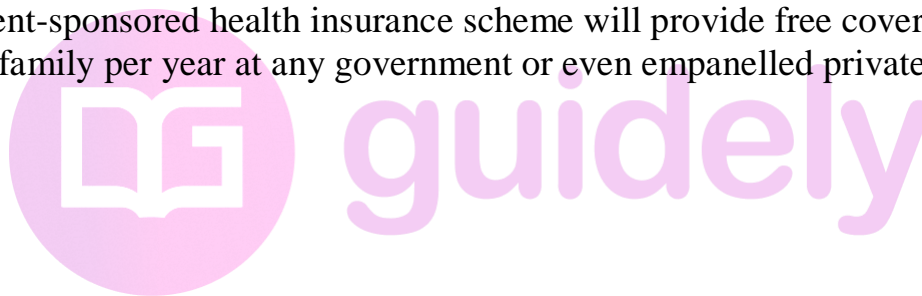 ent-sponsored health insurance scheme will provide free cover
family per year at any government or even empanelled private
guidely